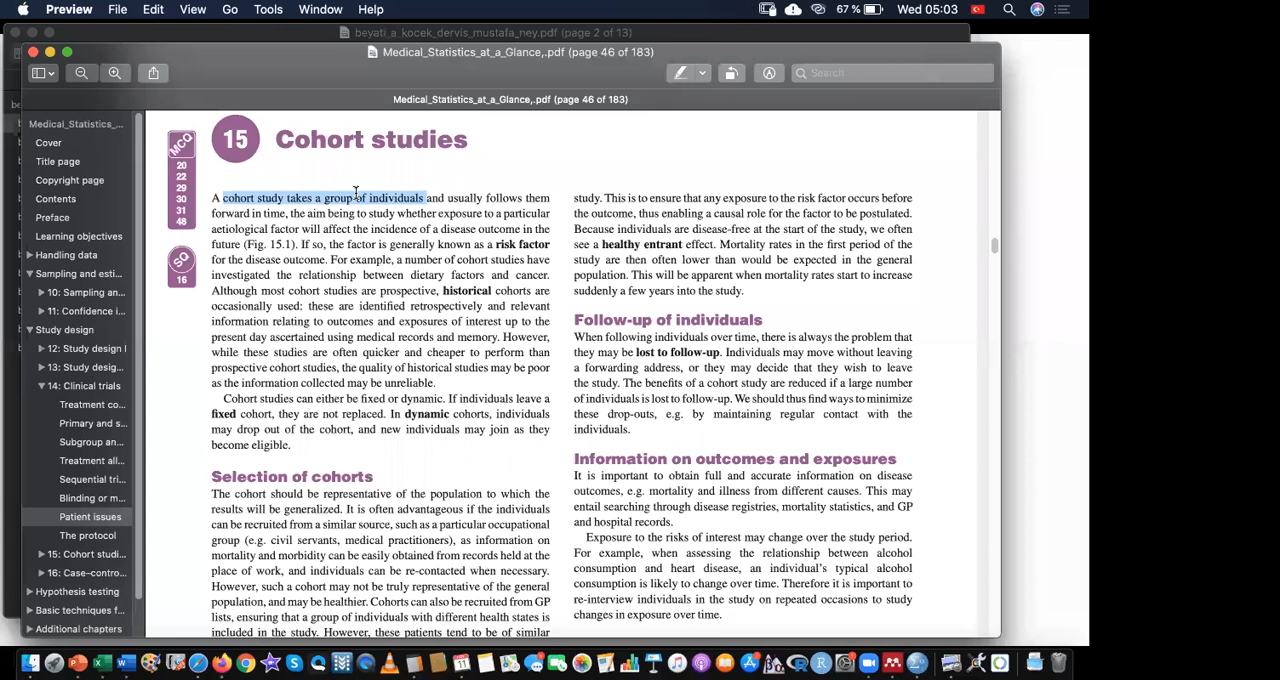 Preview File Edit View Go Tools Window Help 67 % Wed 05:03
beyati_a_kocek_dervis_mustafa_ney.pdf (page 2 of 13)
Medical_Statistics_at_a_Glance,.pdf (page 46 of 183)
Search
Medical_Statistics_at_a_Glance,.pdf (page 46 of 183)
Medical_Statistics_...
Cover
Title page
Copyright page
Contents
Preface
Learning objectives
Handling data
Sampling and esti...
10: Sampling an...
11: Confidence i...
Study design
12: Study design I
13: Study desig...
14: Clinical trials
Treatment co...
Primary and s...
Subgroup an...
Treatment all...
Sequential tri...
Blinding or m...
Patient issues
The protocol
15: Cohort studi...
16: Case–contro...
Hypothesis testing
Basic techniques f...
Additional chapters
MCQ
20
22
29
30
31
48
SQ
16
15 Cohort studies
A cohort study takes a group of individuals and usually follows them
forward in time, the aim being to study whether exposure to a particular
aetiological factor will affect the incidence of a disease outcome in the
future (Fig. 15.1). If so, the factor is generally known as a risk factor
for the disease outcome. For example, a number of cohort studies have
investigated the relationship between dietary factors and cancer.
Although most cohort studies are prospective, historical cohorts are
occasionally used: these are identified retrospectively and relevant
information relating to outcomes and exposures of interest up to the
present day ascertained using medical records and memory. However,
while these studies are often quicker and cheaper to perform than
prospective cohort studies, the quality of historical studies may be poor
as the information collected may be unreliable.
Cohort studies can either be fixed or dynamic. If individuals leave a
fixed cohort, they are not replaced. In dynamic cohorts, individuals
may drop out of the cohort, and new individuals may join as they
become eligible.
Selection of cohorts
The cohort should be representative of the population to which the
results will be generalized. It is often advantageous if the individuals
can be recruited from a similar source, such as a particular occupational
group (e.g. civil servants, medical practitioners), as information on
mortality and morbidity can be easily obtained from records held at the
place of work, and individuals can be re-contacted when necessary.
However, such a cohort may not be truly representative of the general
population, and may be healthier. Cohorts can also be recruited from GP
lists, ensuring that a group of individuals with different health states is
included in the study. However, these patients tend to be of similar
study. This is to ensure that any exposure to the risk factor occurs before
the outcome, thus enabling a causal role for the factor to be postulated.
Because individuals are disease-free at the start of the study, we often
see a healthy entrant effect. Mortality rates in the first period of the
study are then often lower than would be expected in the general
population. This will be apparent when mortality rates start to increase
suddenly a few years into the study.
Follow-up of individuals
When following individuals over time, there is always the problem that
they may be lost to follow-up. Individuals may move without leaving
a forwarding address, or they may decide that they wish to leave
the study. The benefits of a cohort study are reduced if a large number
of individuals is lost to follow-up. We should thus find ways to minimize
these drop-outs, e.g. by maintaining regular contact with the
individuals.
Information on outcomes and exposures
It is important to obtain full and accurate information on disease
outcomes, e.g. mortality and illness from different causes. This may
entail searching through disease registries, mortality statistics, and GP
and hospital records.
Exposure to the risks of interest may change over the study period.
For example, when assessing the relationship between alcohol
consumption and heart disease, an individual's typical alcohol
consumption is likely to change over time. Therefore it is important to
re-interview individuals in the study on repeated occasions to study
changes in exposure over time.